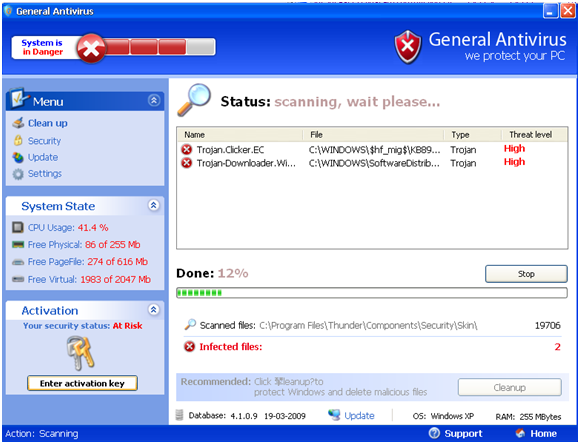 General Antivirus
System is
in Danger
General Antivirus
we protect your PC
Menu
Clean up
Security
Update
Settings
System State
CPU Usage: 41.4 %
Free Physical: 86 of 255 Mb
Free PageFile: 274 of 616 Mb
Free Virtual: 1983 of 2047 Mb
Activation
Your security status: At Risk
Enter activation key
Status: scanning, wait please...
Name File Type Threat level
Trojan.Clicker.EC C:\WINDOWS\$hf_mig$\KB89... Trojan High
Trojan-Downloader.Wi... C:\WINDOWS\SoftwareDistrib... Trojan High
Done: 12%
Stop
Scanned files: C:\Program Files\Thunder\Components\Security\Skin\ 19706
Infected files: 2
Recommended: Click
protect Windows and delete malicious files
Cleanup
Database: 4.1.0.9 19-03-2009 Update OS: Windows XP RAM: 255 MBytes
Action: Scanning Support Home